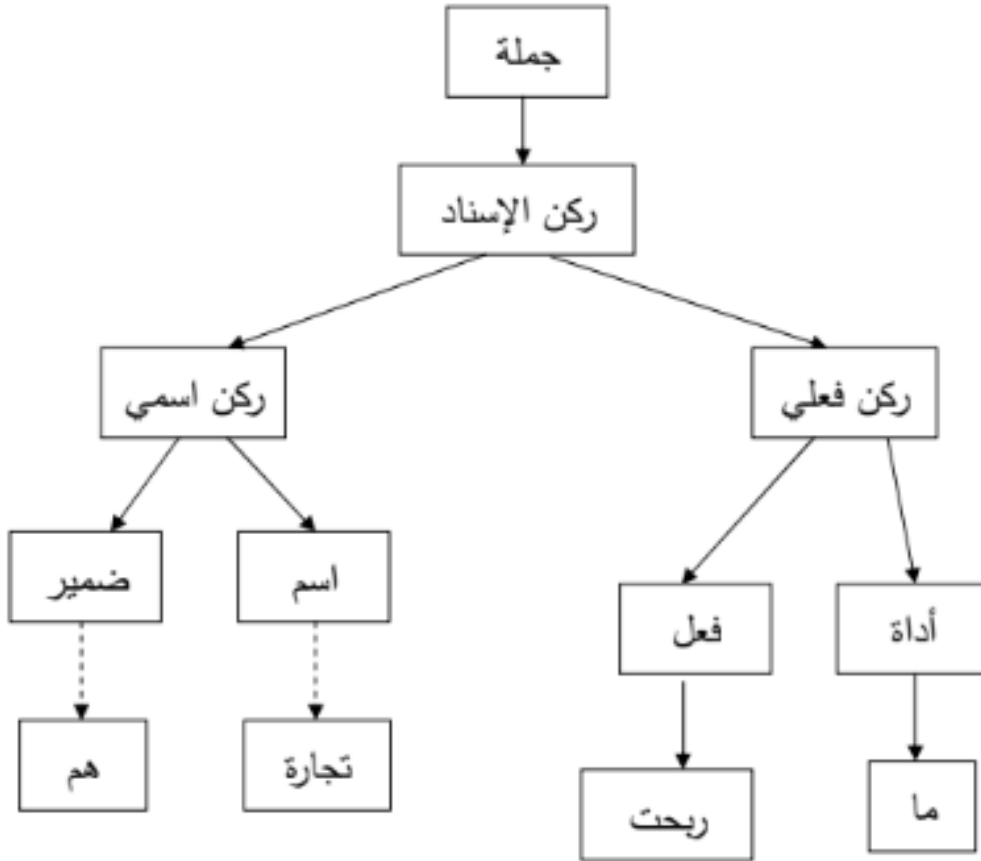 جملة
ركن الإسناد
ركن فعلي
ركن اسمي
أداة
فعل
اسم
ضمير
ما
ربحت
تجارة
هم